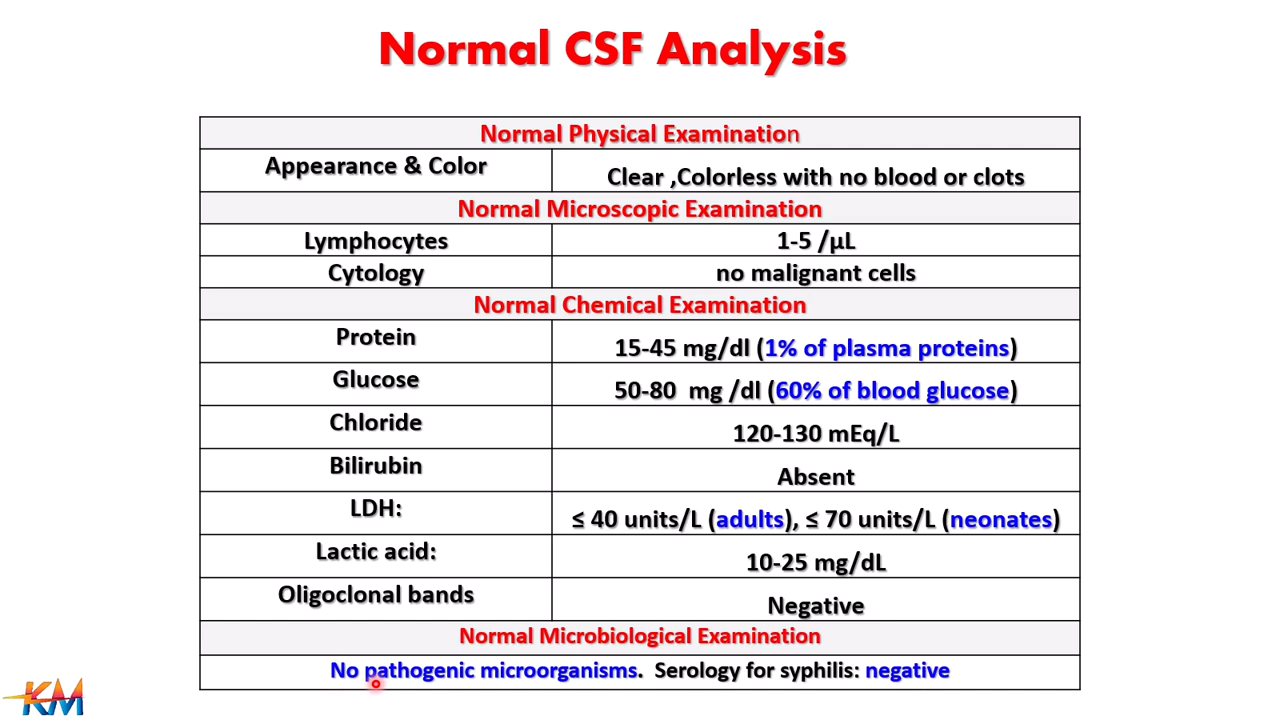 Normal CSF Analysis
Normal Physical Examination
Appearance & Color
Clear ,Colorless with no blood or clots
Normal Microscopic Examination
Lymphocytes
1-5 /µL
Cytology
no malignant cells
Normal Chemical Examination
Protein
15-45 mg/dl (1% of plasma proteins)
Glucose
50-80 mg /dl (60% of blood glucose)
Chloride
120-130 mEq/L
Bilirubin
Absent
LDH:
≤ 40 units/L (adults), ≤ 70 units/L (neonates)
Lactic acid:
10-25 mg/dL
Oligoclonal bands
Negative
Normal Microbiological Examination
No pathogenic microorganisms. Serology for syphilis: negative
KM